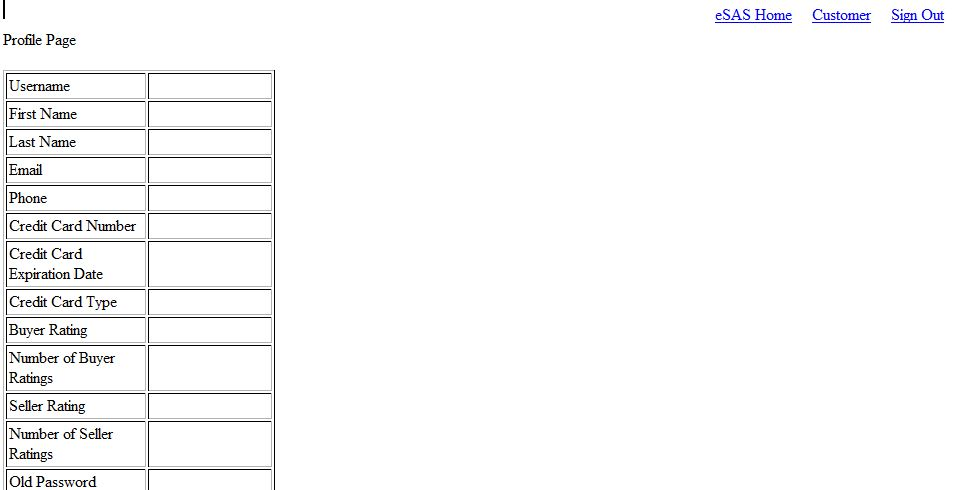 eSAS Home Customer Sign Out
Profile Page
Username
First Name
Last Name
Email
Phone
Credit Card Number
Credit Card
Expiration Date
Credit Card Type
Buyer Rating
Number of Buyer
Ratings
Seller Rating
Number of Seller
Ratings
Old Password